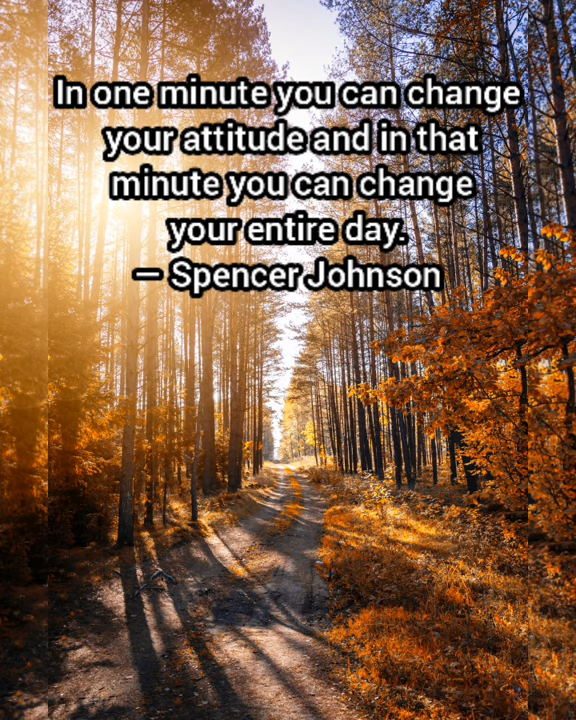 In one minute you can change
your attitude and in that
minute you can change
your entire day.
— Spencer Johnson